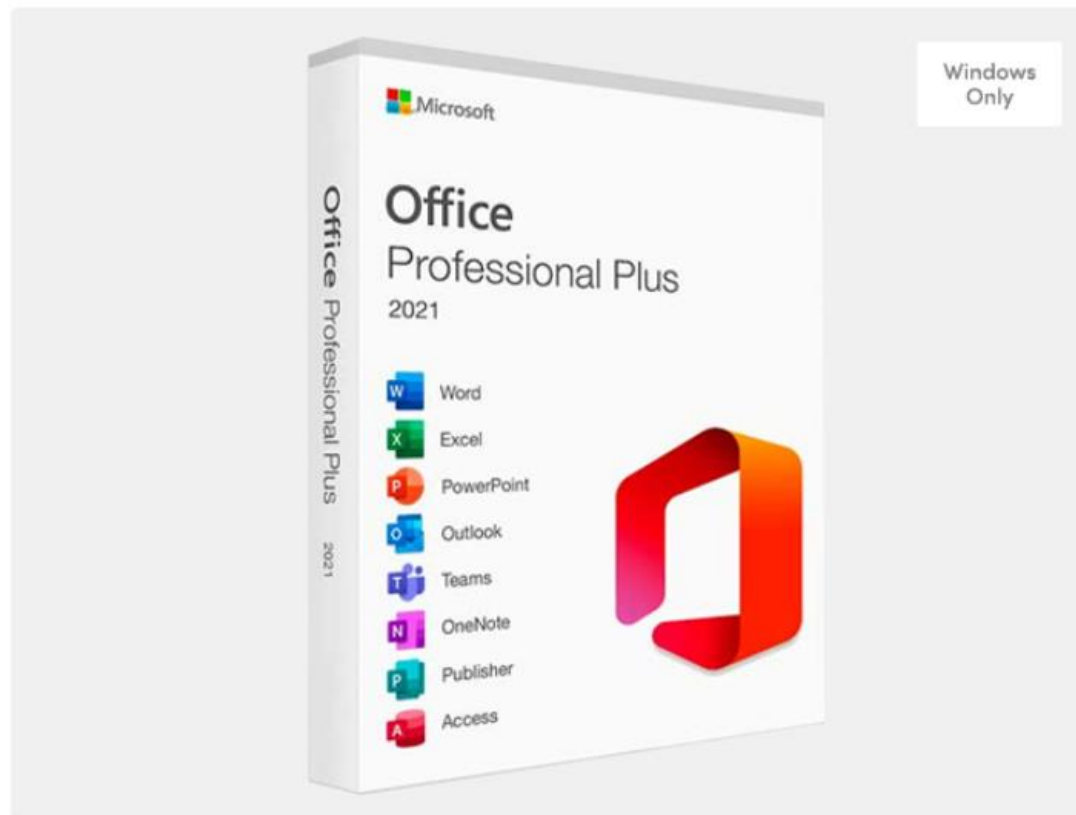 Windows
Only
Microsoft
Office
Professional Plus
2021
Office Professional Plus 2021
W Word
X Excel
P PowerPoint
O Outlook
T Teams
N OneNote
P Publisher
A Access